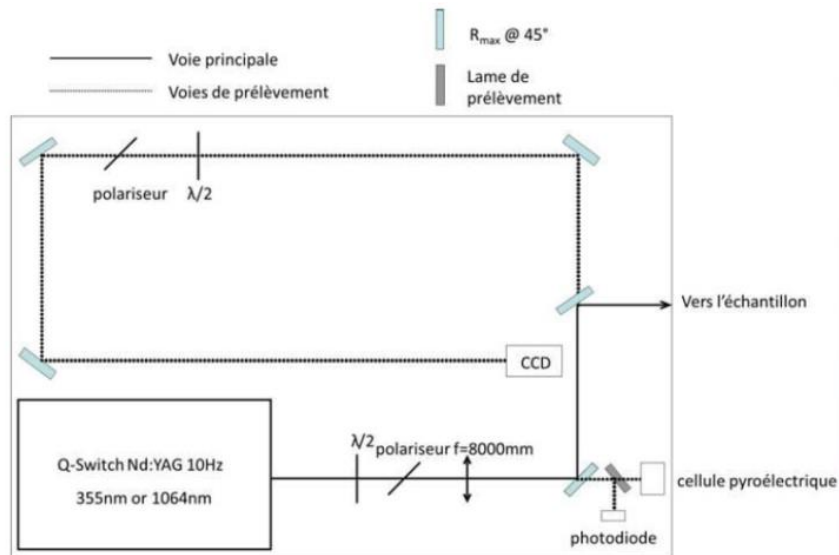 R_max @ 45°
Voie principale
Voies de prélèvement
Lame de
prélèvement
polariseur λ/2
Vers l'échantillon
CCD
λ/2 polariseur f=8000mm
Q-Switch Nd:YAG 10Hz
355nm or 1064nm
cellule pyroélectrique
photodiode